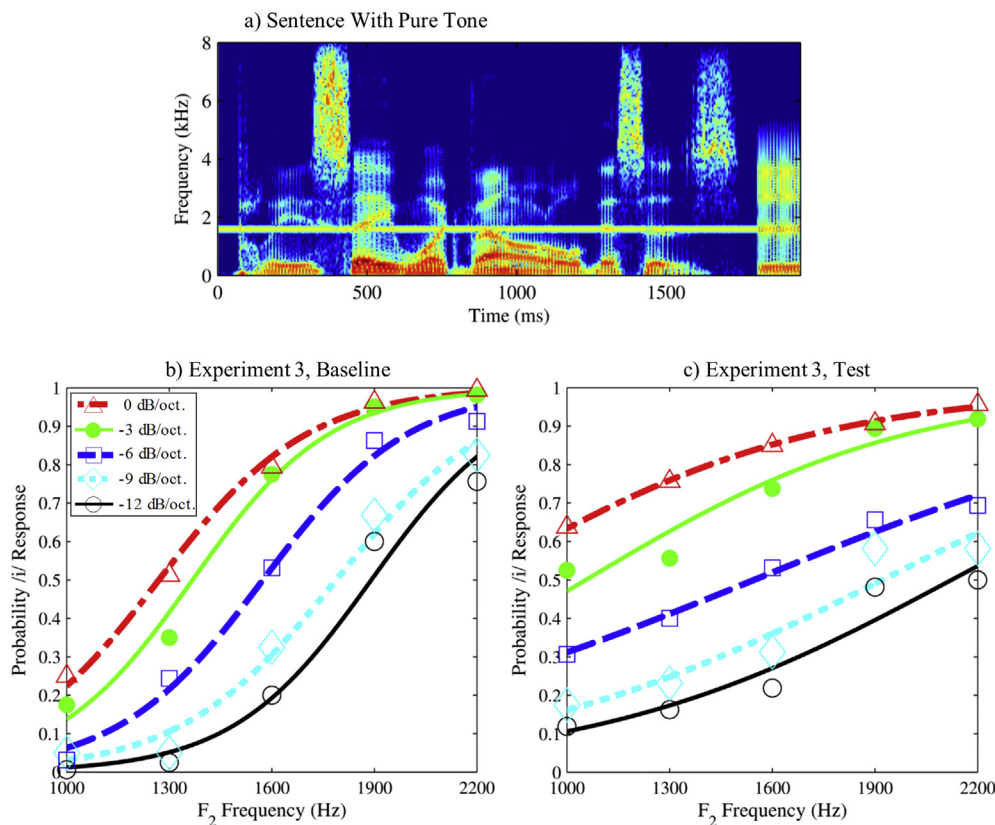 a) Sentence With Pure Tone
Frequency (kHz)
8
6
4
2
0
0
500
1000
1500
Time (ms)
b) Experiment 3, Baseline
Probability /i/ Response
1
0.9
0.8
0.7
0.6
0.5
0.4
0.3
0.2
0.1
0
0 dB/oct.
-3 dB/oct.
-6 dB/oct.
-9 dB/oct.
-12 dB/oct.
1000
1300
1600
1900
2200
F₂ Frequency (Hz)
c) Experiment 3, Test
Probability /i/ Response
1
0.9
0.8
0.7
0.6
0.5
0.4
0.3
0.2
0.1
0
1000
1300
1600
1900
2200
F₂ Frequency (Hz)